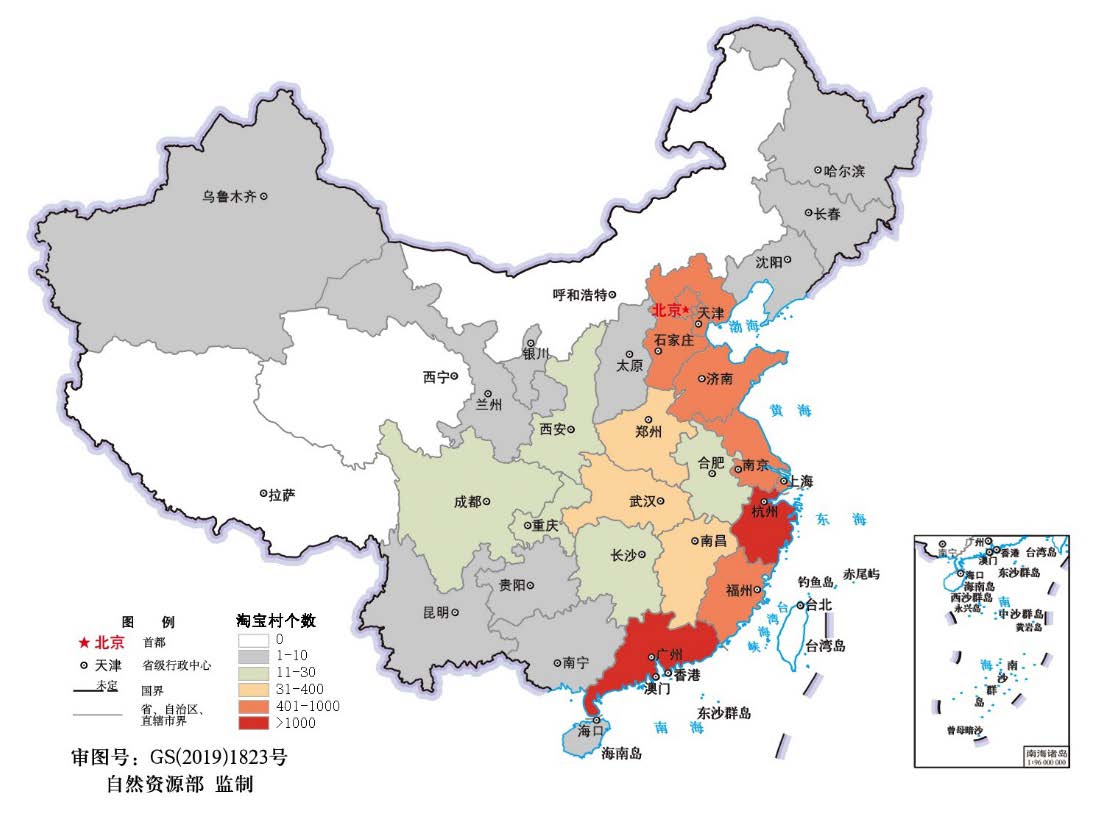 哈尔滨
乌鲁木齐
长春
沈阳
呼和浩特
北京
天津
渤海
银川
石家庄
太原
西宁
济南
兰州
黄海
西安
郑州
合肥
南京
上海
拉萨
成都
武汉
杭州
重庆
东海
南昌
长沙
贵阳
福州
钓鱼岛
赤尾屿
昆明
台北
台湾海峡
台湾岛
广州
南宁
香港
澳门
东沙群岛
海口
南海
海南岛
图例
北京 首都
天津 省级行政中心
未定 国界
省、自治区、
直辖市界
淘宝村个数
0
1-10
11-30
31-400
401-1000
>1000
审图号：GS(2019)1823号
自然资源部 监制
南宁
广州
香港
台湾岛
澳门
海口
东沙群岛
海南岛
西沙群岛
永兴岛
中沙群岛
黄岩岛
南海
南沙群岛
曾母暗沙
南海诸岛
1:96 000 000